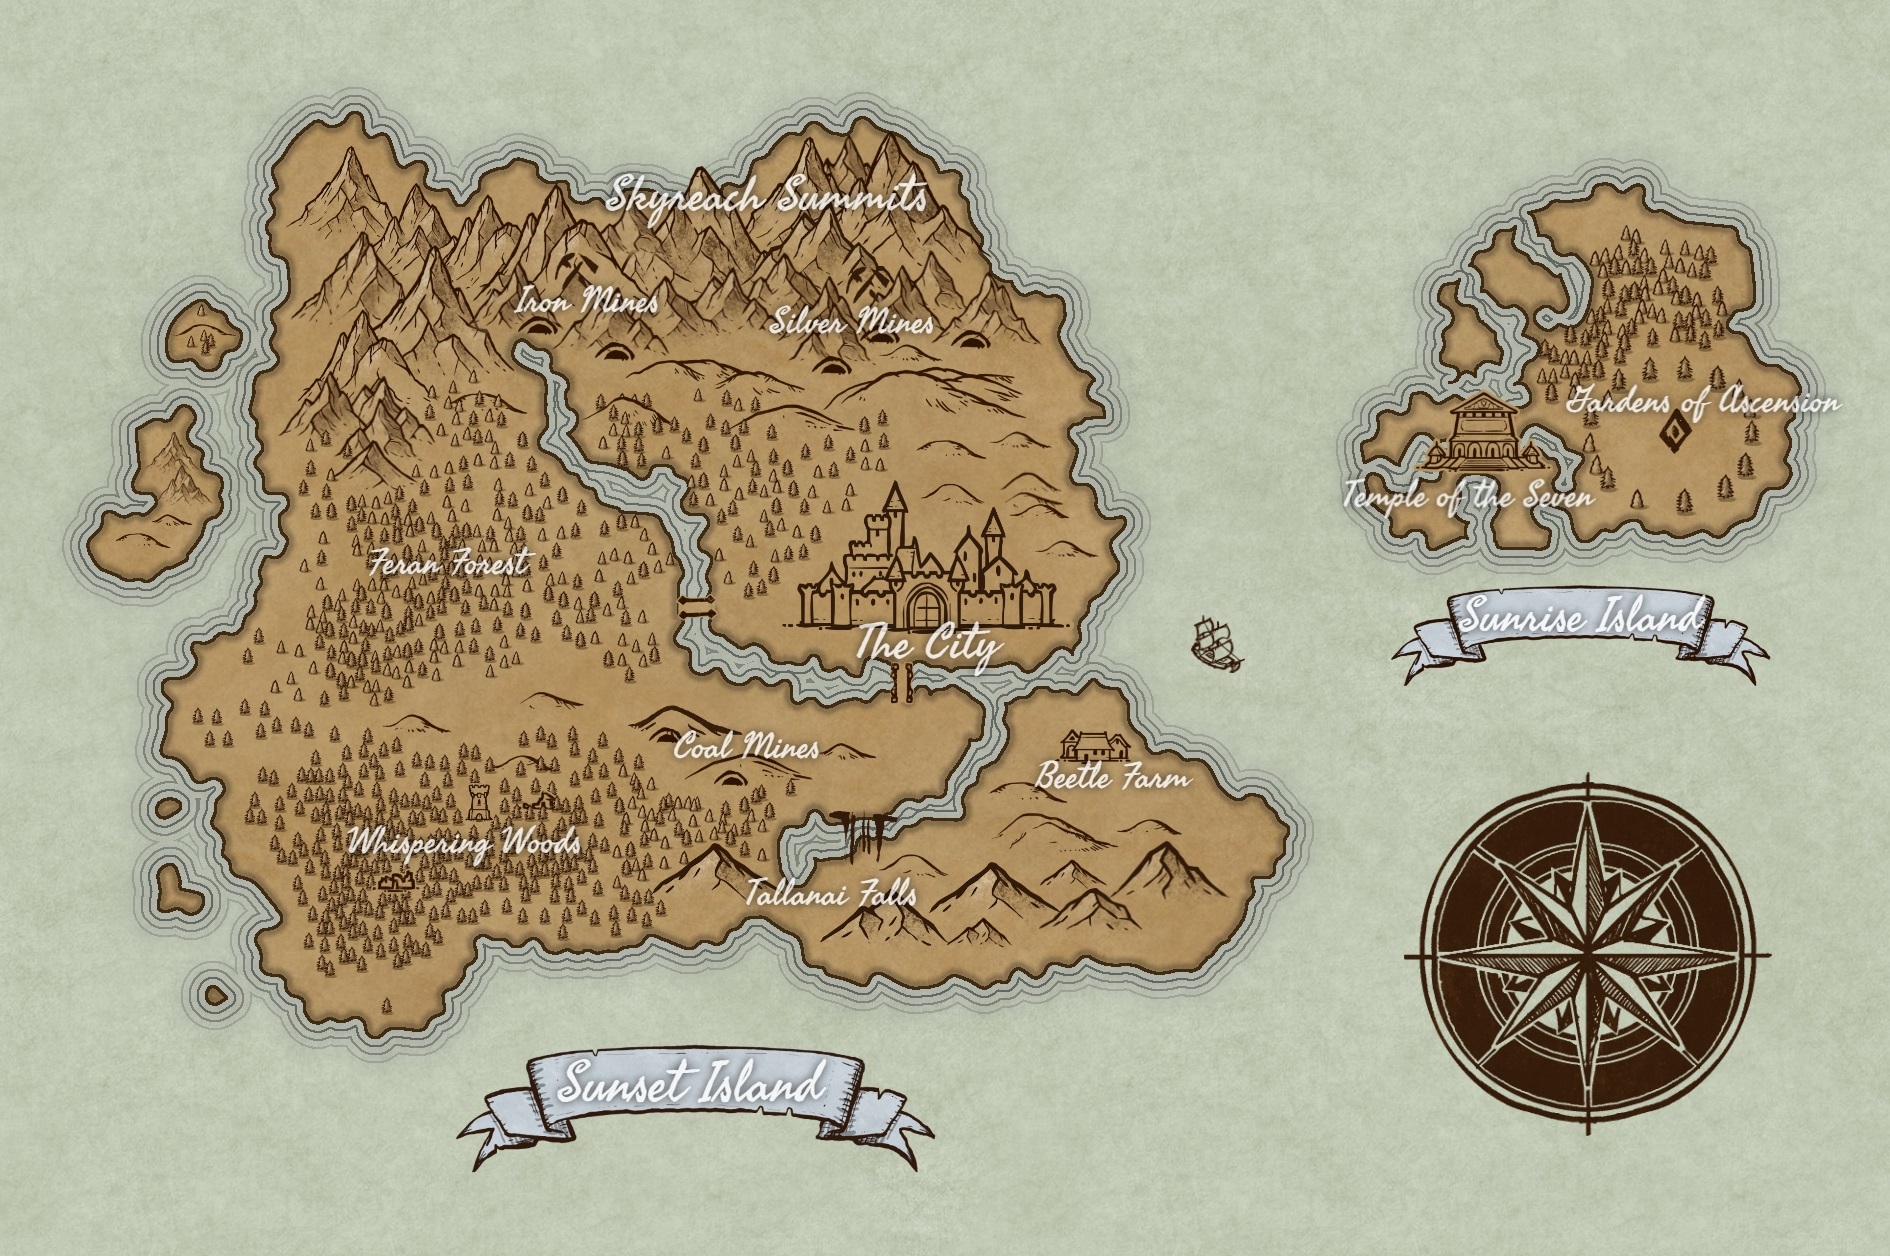 Skyreach Summits
Iron Mines
Silver Mines
Gardens of Ascension
Temple of the Seven
Feran Forest
The City
Sunrise Island
Coal Mines
Beetle Farm
Whispering Woods
Tallanai Falls
Sunset Island